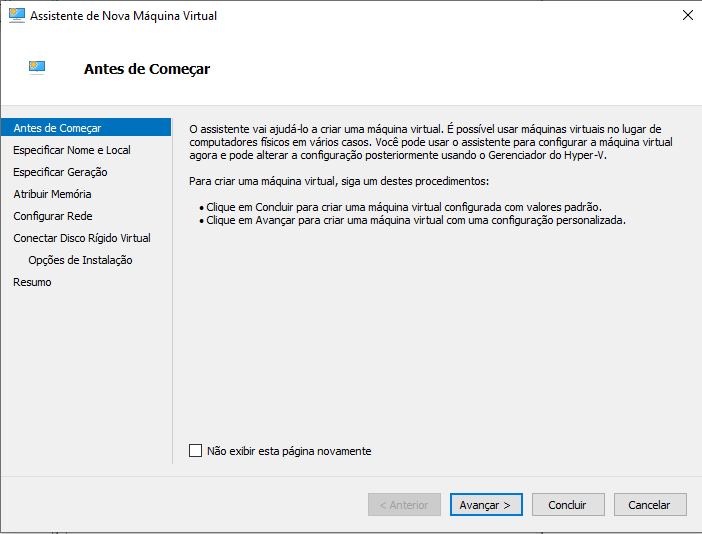 Assistente de Nova Máquina Virtual
Antes de Começar
Antes de Começar
Especificar Nome e Local
Especificar Geração
Atribuir Memória
Configurar Rede
Conectar Disco Rígido Virtual
Opções de Instalação
Resumo
O assistente vai ajudá-lo a criar uma máquina virtual. É possível usar máquinas virtuais no lugar de
computadores físicos em vários casos. Você pode usar o assistente para configurar a máquina virtual
agora e pode alterar a configuração posteriormente usando o Gerenciador do Hyper-V.
Para criar uma máquina virtual, siga um destes procedimentos:
• Clique em Concluir para criar uma máquina virtual configurada com valores padrão.
• Clique em Avançar para criar uma máquina virtual com uma configuração personalizada.
Não exibir esta página novamente
< Anterior
Avançar >
Concluir
Cancelar